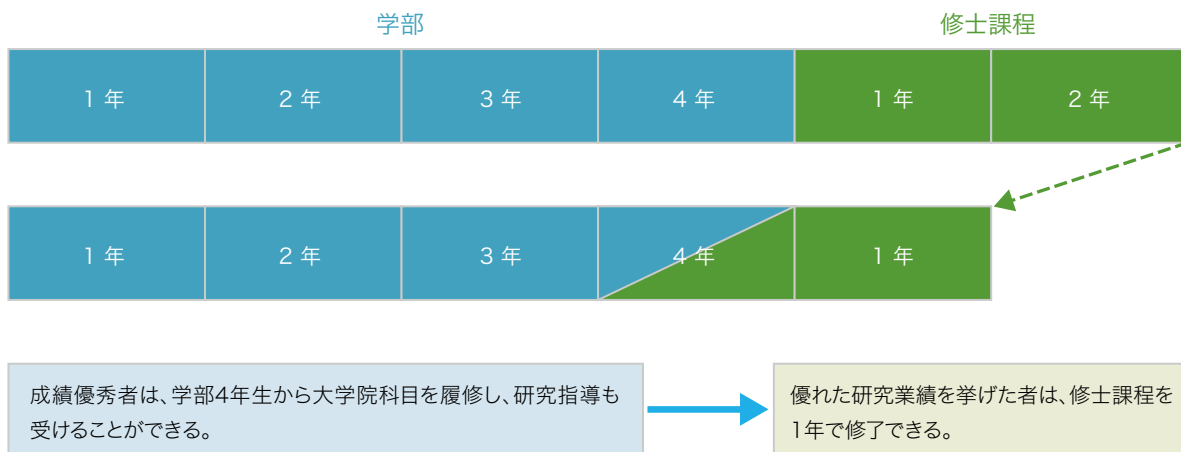 学部 修士課程
1 年 2 年 3 年 4 年 1 年 2 年
1 年 2 年 3 年 4 年 1 年
成績優秀者は、学部4年生から大学院科目を履修し、研究指導も
受けることができる。
優れた研究業績を挙げた者は、修士課程を
1年で修了できる。